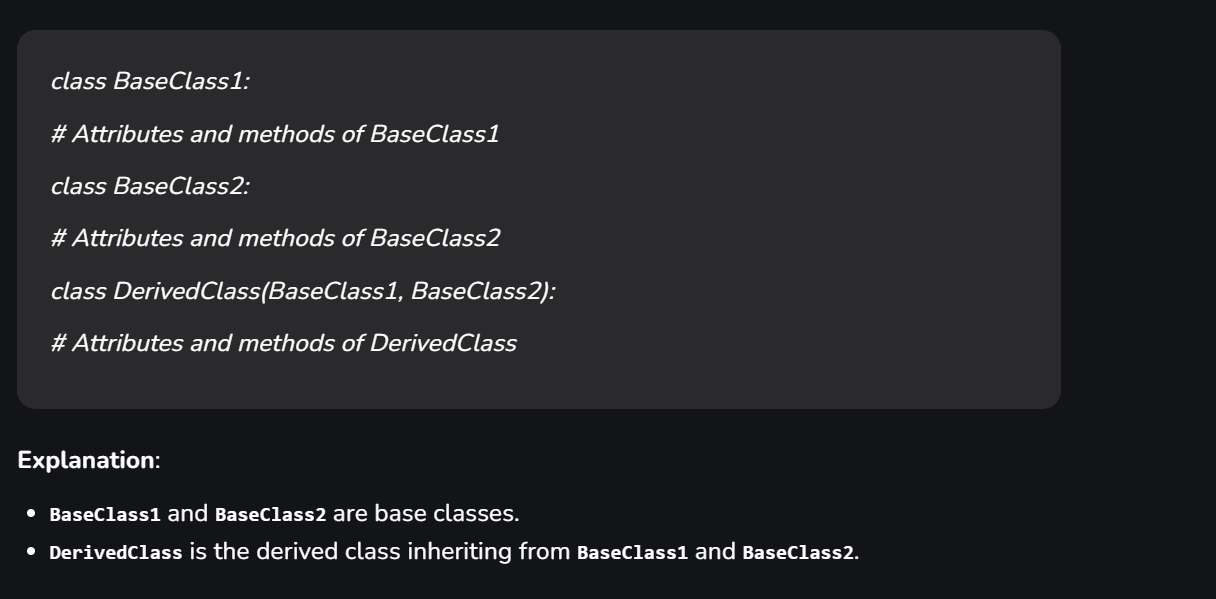 class BaseClass1:
# Attributes and methods of BaseClass1
class BaseClass2:
# Attributes and methods of BaseClass2
class DerivedClass(BaseClass1, BaseClass2):
# Attributes and methods of DerivedClass
Explanation:
• BaseClass1 and BaseClass2 are base classes.
• DerivedClass is the derived class inheriting from BaseClass1 and BaseClass2.